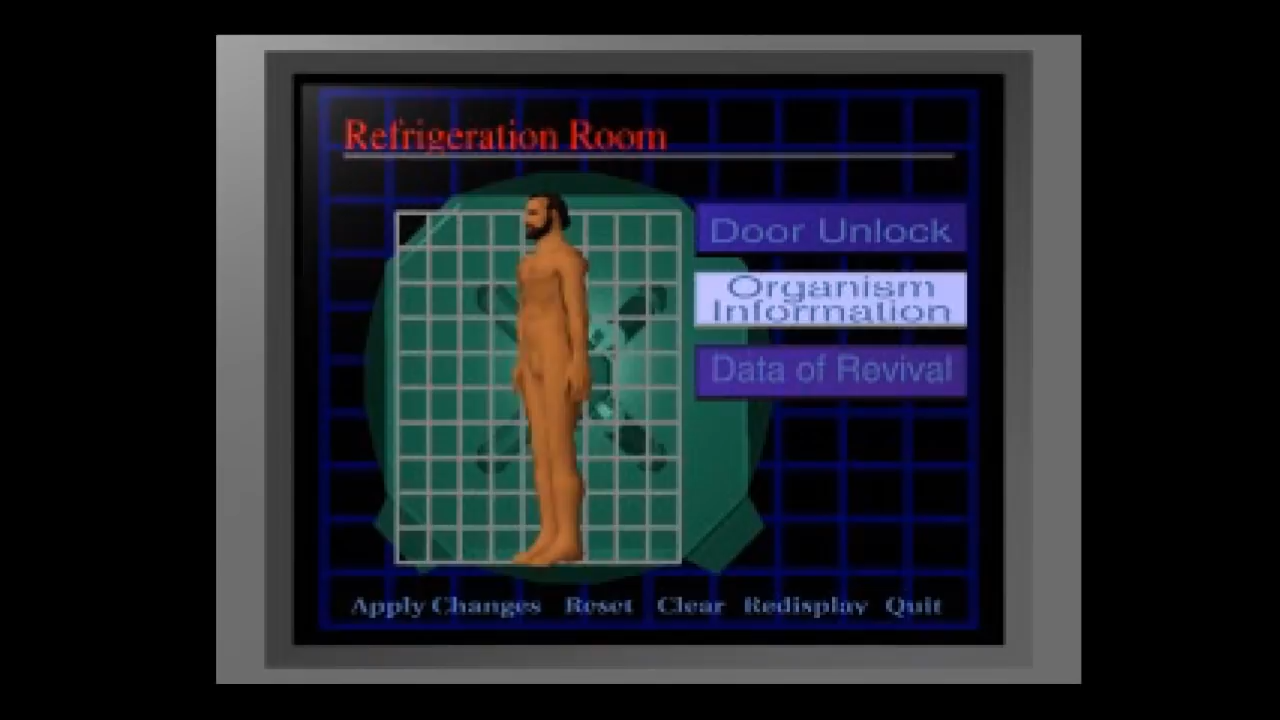 Refrigeration Room
Door Unlock
Organism
Information
Data of Revival
Apply Changes Reset Clear Redisplay Quit